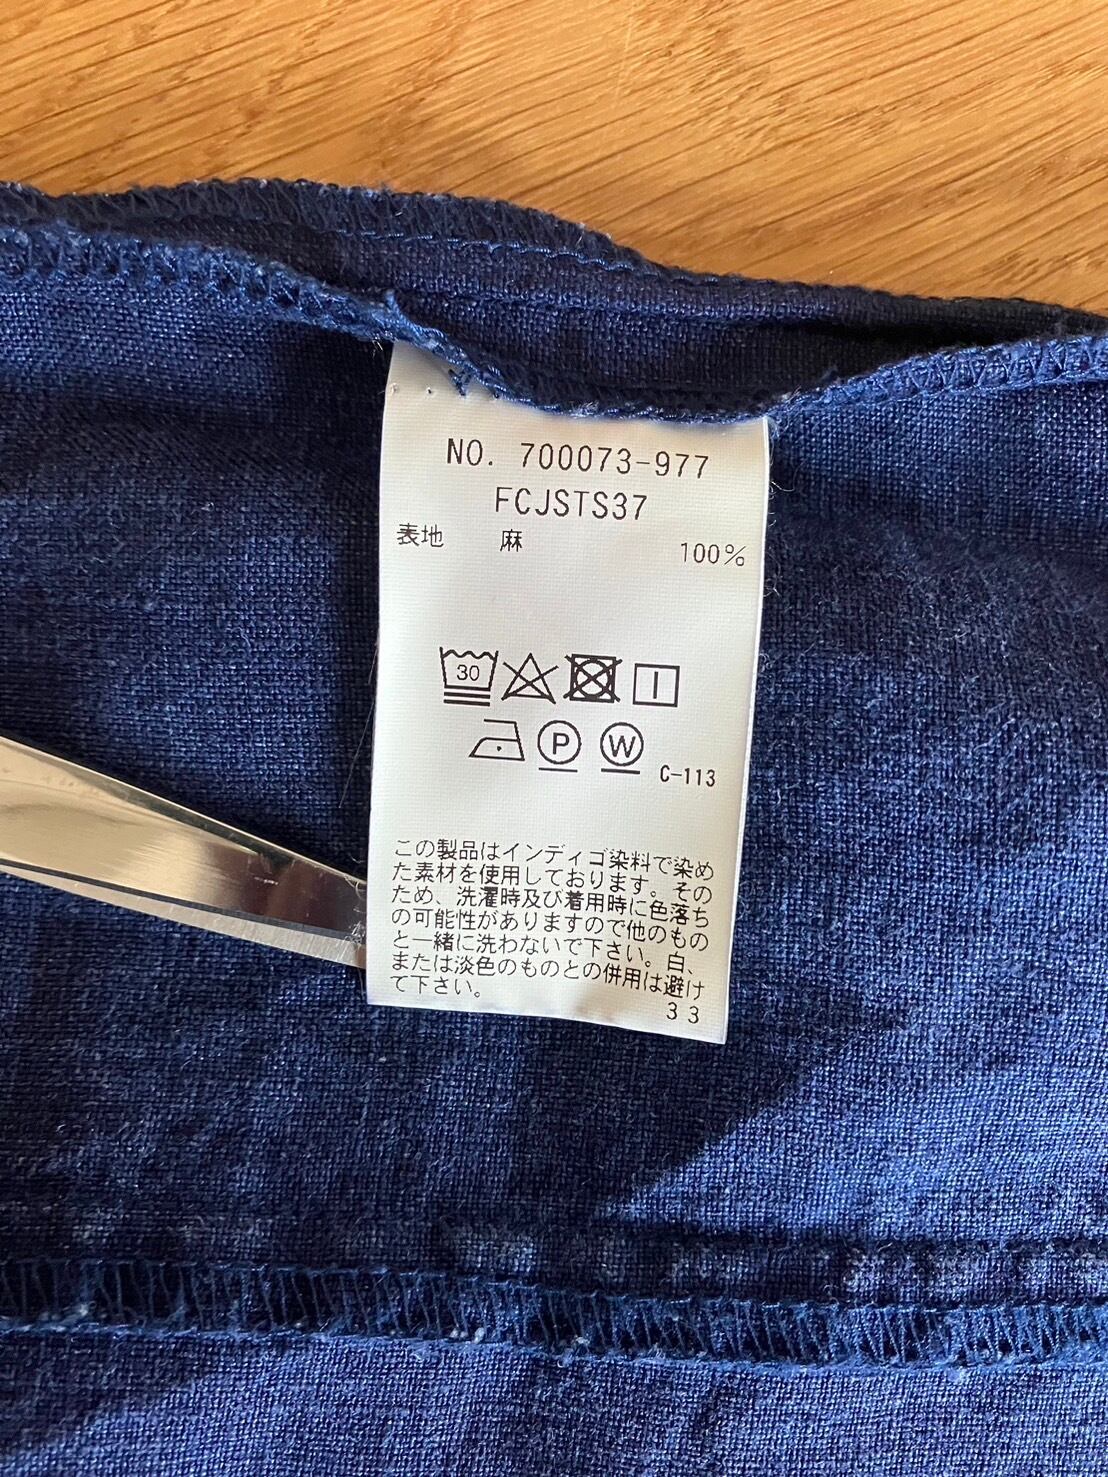 NO. 700073-977
FCJSTS37
表地 麻 100%
30
P W C-113
この製品はインディゴ染料で染め
た素材を使用しております。その
ため、洗濯時及び着用時に色落ち
の可能性がありますので他のもの
と一緒に洗わないで下さい。白、
または淡色のものとの併用は避け
て下さい。
33